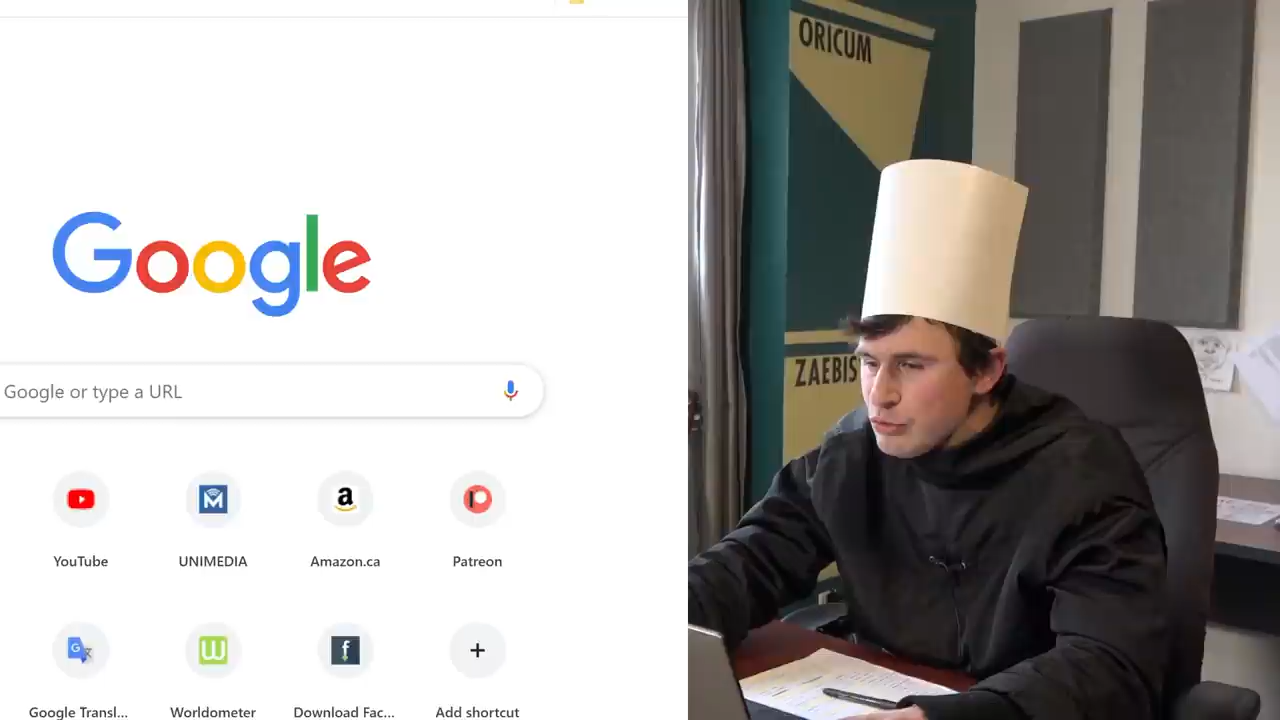 Google
Google or type a URL
YouTube
UNIMEDIA
Amazon.ca
Patreon
Google Transl...
Worldometer
Download Fac...
Add shortcut
ORICUM
ZAEBIS